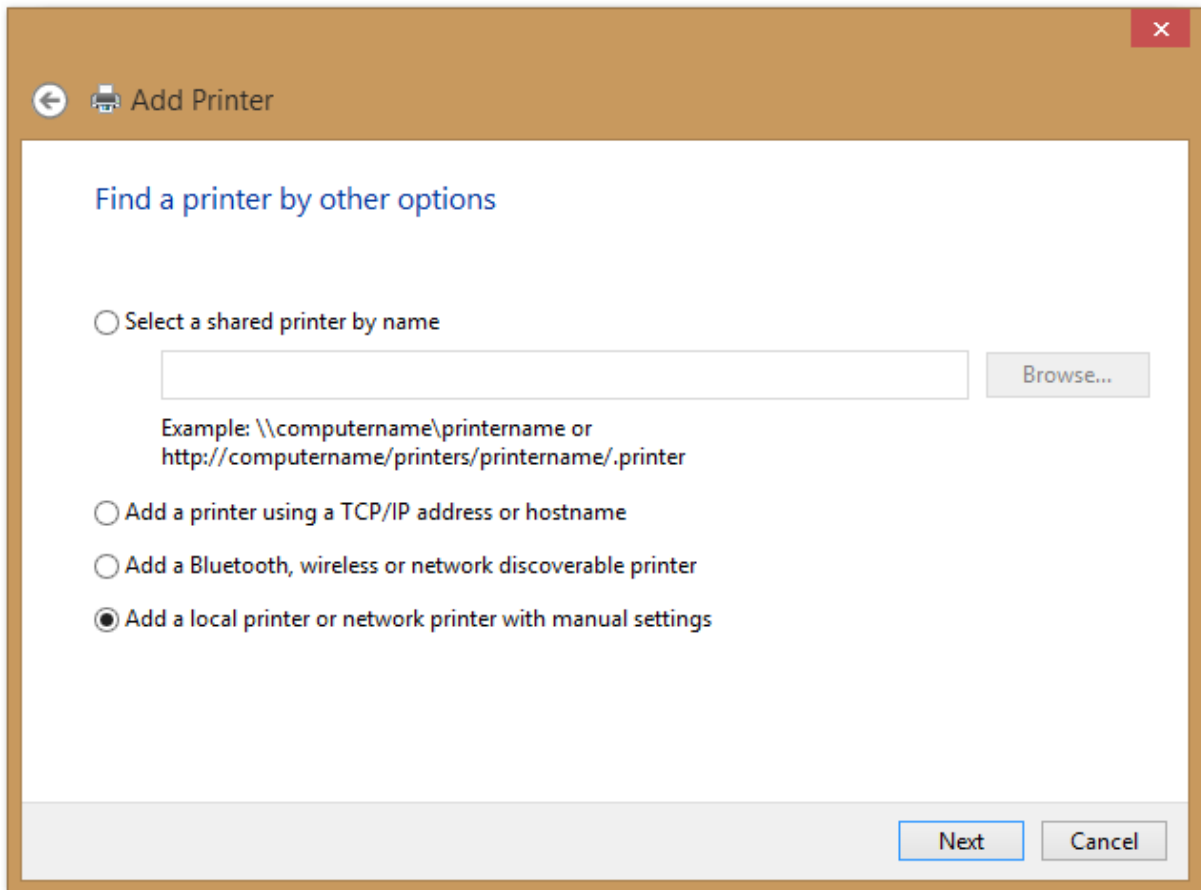 Add Printer
Find a printer by other options
Select a shared printer by name
Browse...
Example: \\computername\printername or
http://computername/printers/printername/.printer
Add a printer using a TCP/IP address or hostname
Add a Bluetooth, wireless or network discoverable printer
Add a local printer or network printer with manual settings
Next
Cancel